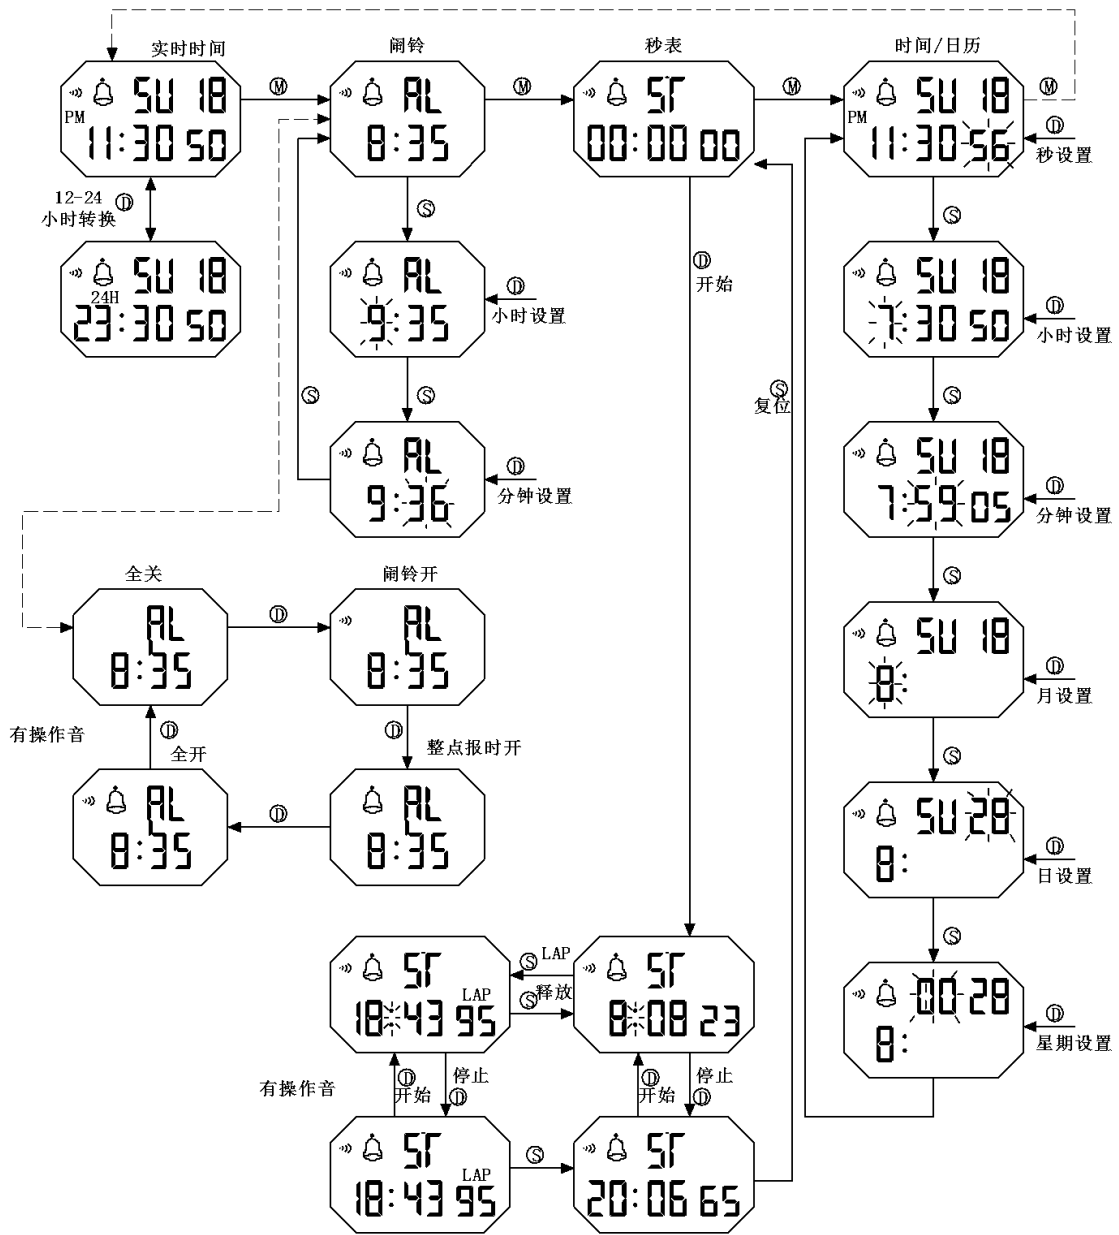 实时时间
闹铃
秒表
时间/日历
SU 18
PM
11:30 50
M
AL
8:35
M
ST
00:00 00
M
SU 18
PM
11:30 56
M
D
秒设置
12-24
小时转换
D
SU 18
24H
23:30 50
S
AL
9:35
D
小时设置
D
开始
S
SU 18
7:30 50
D
小时设置
S
S
AL
9:36
D
分钟设置
S
复位
S
SU 18
7:59 05
D
分钟设置
全关
AL
8:35
D
闹铃开
AL
8:35
S
SU 18
8:
D
月设置
有操作音
D
全开
AL
8:35
D
D
整点报时开
AL
8:35
S
SU 28
8:
D
日设置
ST
LAP
18:43 95
S
LAP
S
释放
ST
8:08 23
S
00 28
8:
D
星期设置
有操作音
D
开始
停止
D
D
开始
停止
D
ST
LAP
18:43 95
S
ST
20:06 65